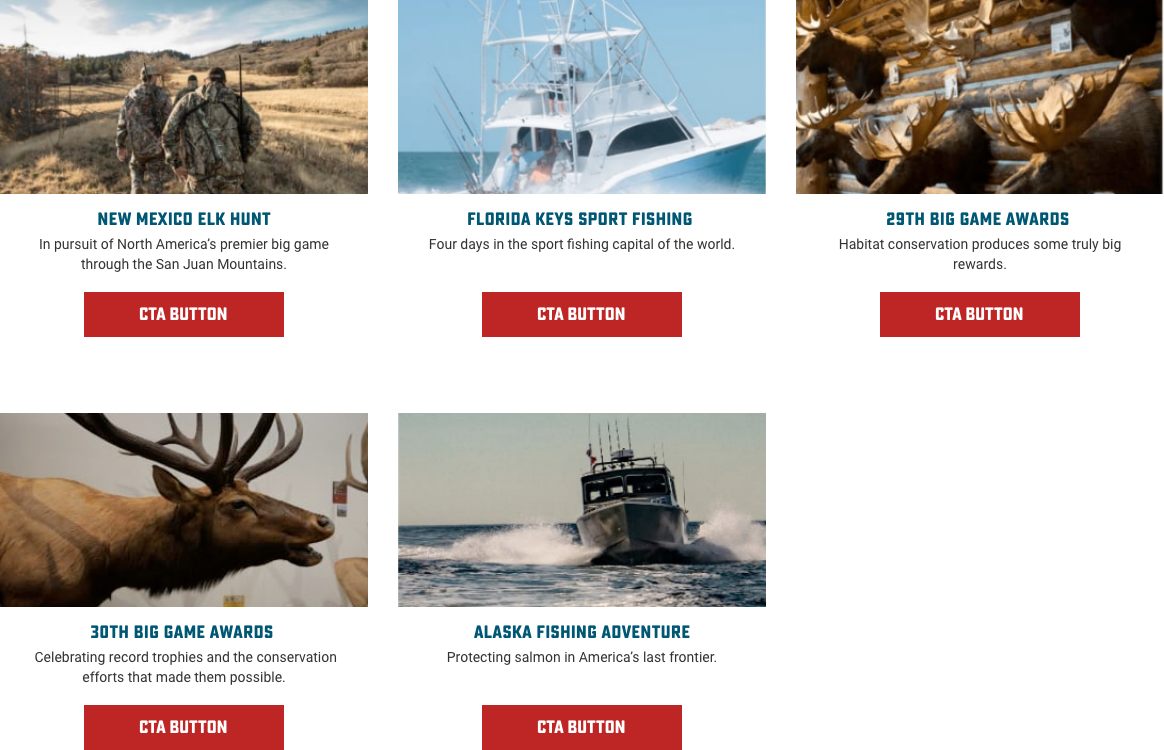 NEW MEXICO ELK HUNT
In pursuit of North America’s premier big game
through the San Juan Mountains.
CTA BUTTON
FLORIDA KEYS SPORT FISHING
Four days in the sport fishing capital of the world.
CTA BUTTON
29TH BIG GAME AWARDS
Habitat conservation produces some truly big
rewards.
CTA BUTTON
30TH BIG GAME AWARDS
Celebrating record trophies and the conservation
efforts that made them possible.
CTA BUTTON
ALASKA FISHING ADVENTURE
Protecting salmon in America’s last frontier.
CTA BUTTON